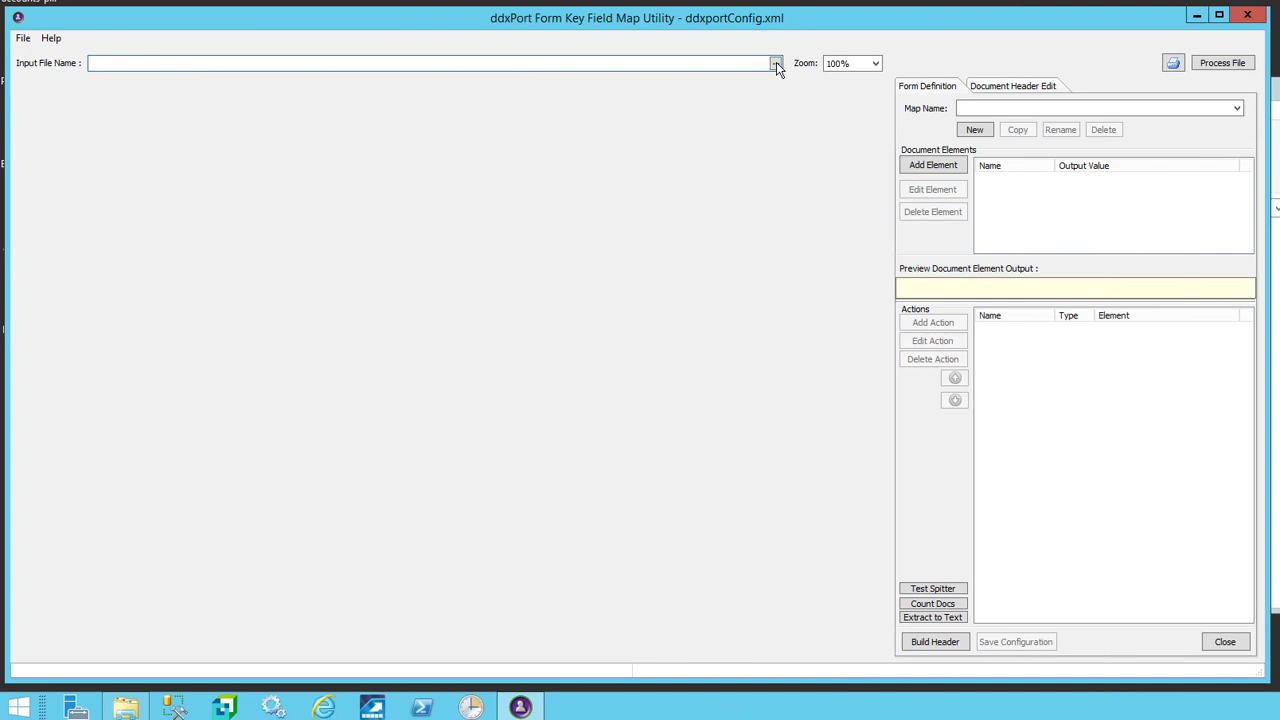 ddxPort Form Key Field Map Utility - ddxportConfig.xml
File Help
Input File Name : Zoom: 100% Process File
Form Definition Document Header Edit
Map Name:
New Copy Rename Delete
Document Elements
Add Element Name Output Value
Edit Element
Delete Element
Preview Document Element Output :
Actions
Add Action Name Type Element
Edit Action
Delete Action
Test Spitter
Count Docs
Extract to Text
Build Header Save Configuration Close